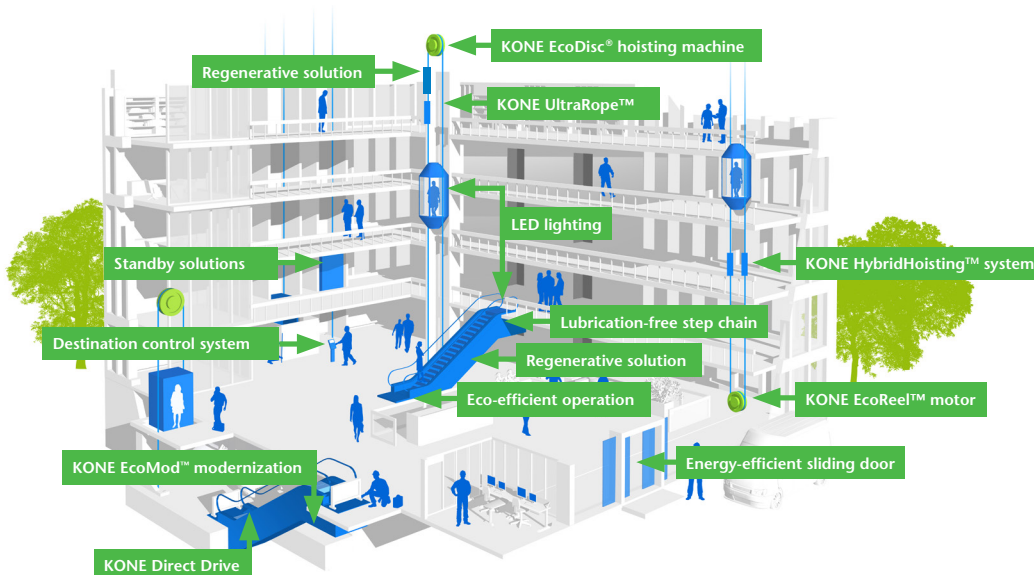 KONE EcoDisc® hoisting machine
Regenerative solution
KONE UltraRope™
LED lighting
Standby solutions
KONE HybridHoisting™ system
Lubrication-free step chain
Destination control system
Regenerative solution
Eco-efficient operation
KONE EcoReel™ motor
KONE EcoMod™ modernization
Energy-efficient sliding door
KONE Direct Drive